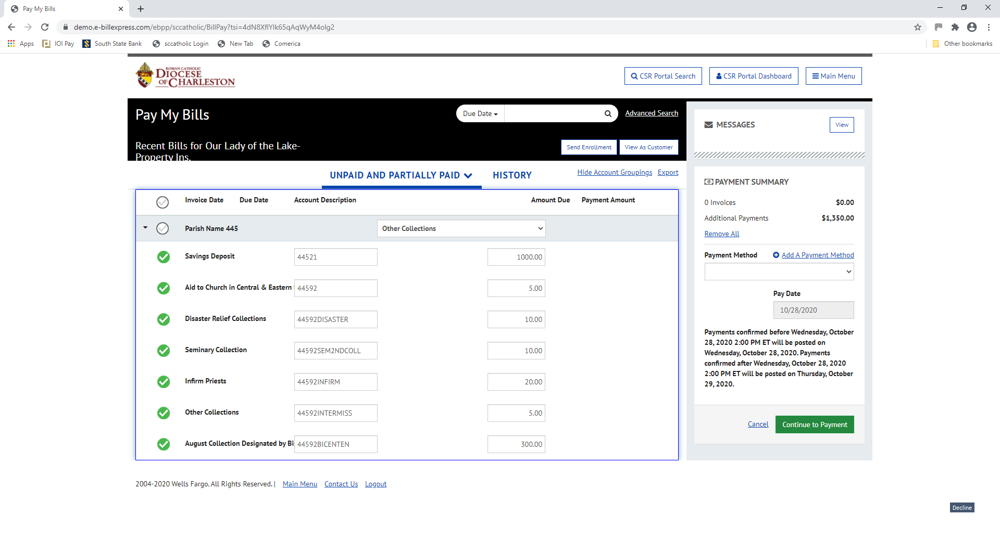 Pay My Bills
demo.e-billexpress.com/ebpp/sccatholic/BillPay?tsi=4dN8XflYlk65qAqWyM4oIg2
Apps IOI Pay South State Bank sccatholic Login New Tab Comerica Other bookmarks
ROMAN CATHOLIC
DIOCESE
OF CHARLESTON
CSR Portal Search CSR Portal Dashboard Main Menu
Pay My Bills
Due Date
Advanced Search
Recent Bills for Our Lady of the Lake-
Property Ins.
Send Enrollment View As Customer
UNPAID AND PARTIALLY PAID HISTORY
Hide Account Groupings Export
Invoice Date Due Date Account Description Amount Due Payment Amount
Parish Name 445 Other Collections
Savings Deposit 44521 1000.00
Aid to Church in Central & Eastern 44592 5.00
Disaster Relief Collections 44592DISASTER 10.00
Seminary Collection 44592SEM2NDCOLL 10.00
Infirm Priests 44592INFIRM 20.00
Other Collections 44592INTERMISS 5.00
August Collection Designated by Bi 44592BICENTEN 300.00
MESSAGES View
PAYMENT SUMMARY
0 Invoices $0.00
Additional Payments $1,350.00
Remove All
Payment Method Add A Payment Method
Pay Date
10/28/2020
Payments confirmed before Wednesday, October
28, 2020 2:00 PM ET will be posted on
Wednesday, October 28, 2020. Payments
confirmed after Wednesday, October 28, 2020
2:00 PM ET will be posted on Thursday, October
29, 2020.
Cancel Continue to Payment
2004-2020 Wells Fargo. All Rights Reserved. | Main Menu Contact Us Logout
Decline